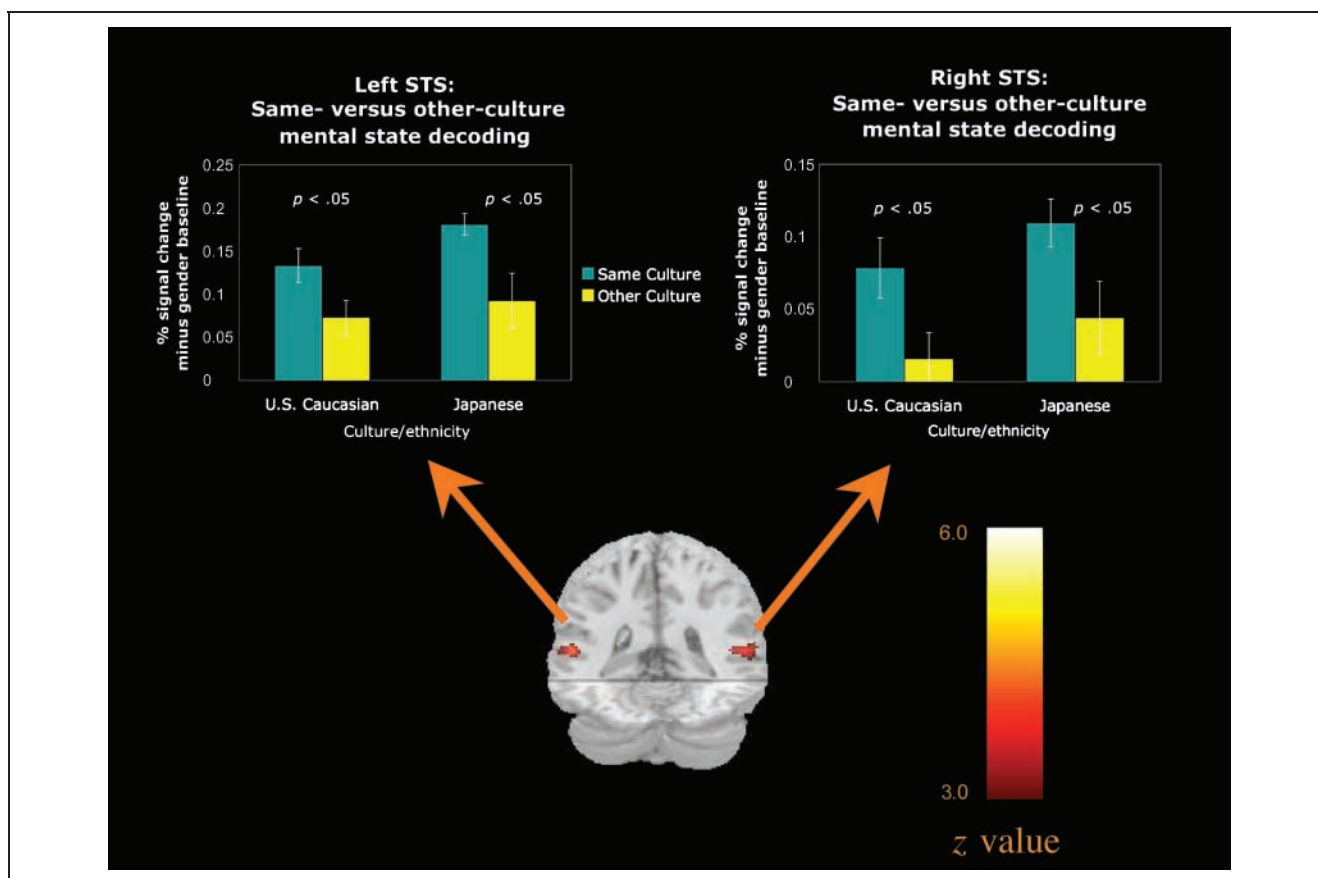 Left STS:
Same- versus other-culture
mental state decoding
% signal change
minus gender baseline
0.25
0.2
0.15
0.1
0.05
0
p < .05
p < .05
U.S. Caucasian
Japanese
Culture/ethnicity
Same Culture
Other Culture
Right STS:
Same- versus other-culture
mental state decoding
% signal change
minus gender baseline
0.15
0.1
0.05
0
p < .05
p < .05
U.S. Caucasian
Japanese
Culture/ethnicity
6.0
3.0
z value